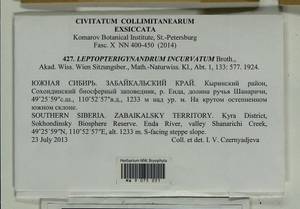 CIVITATUM COLLIMITANEARUM
EXSICCATA
Komarov Botanical Institute, St.-Petersburg
Fasc. X NN 400-450 (2014)
427. LEPTOPTERIGYNANDRUM INCURVATUM Broth.,
Akad. Wiss. Wien Sitzungsber., Math.-Naturwiss. Kl., Abt. 1, 133: 577. 1924.
ЮЖНАЯ СИБИРЬ. ЗАБАЙКАЛЬСКИЙ КРАЙ. Кыринский район,
Сохондинский биосферный заповедник, р. Енда, долина ручья Шанаричи,
49°25'59"с.ш., 110°52'57"в.д., 1233 м над ур. м. На крутом остепненном
южном склоне.
SOUTHERN SIBERIA. ZABAIKALSKY TERRITORY. Kyra District,
Sokhondinsky Biosphere Reserve. Enda River, valley Shanarichi Creek,
49°25'59"N, 110°52'57"E, alt. 1233 m. S-facing steppe slope.
23 July 2013 Coll. et det. I. V. Czernyadjeva
Herbarium MW, Bryophyta